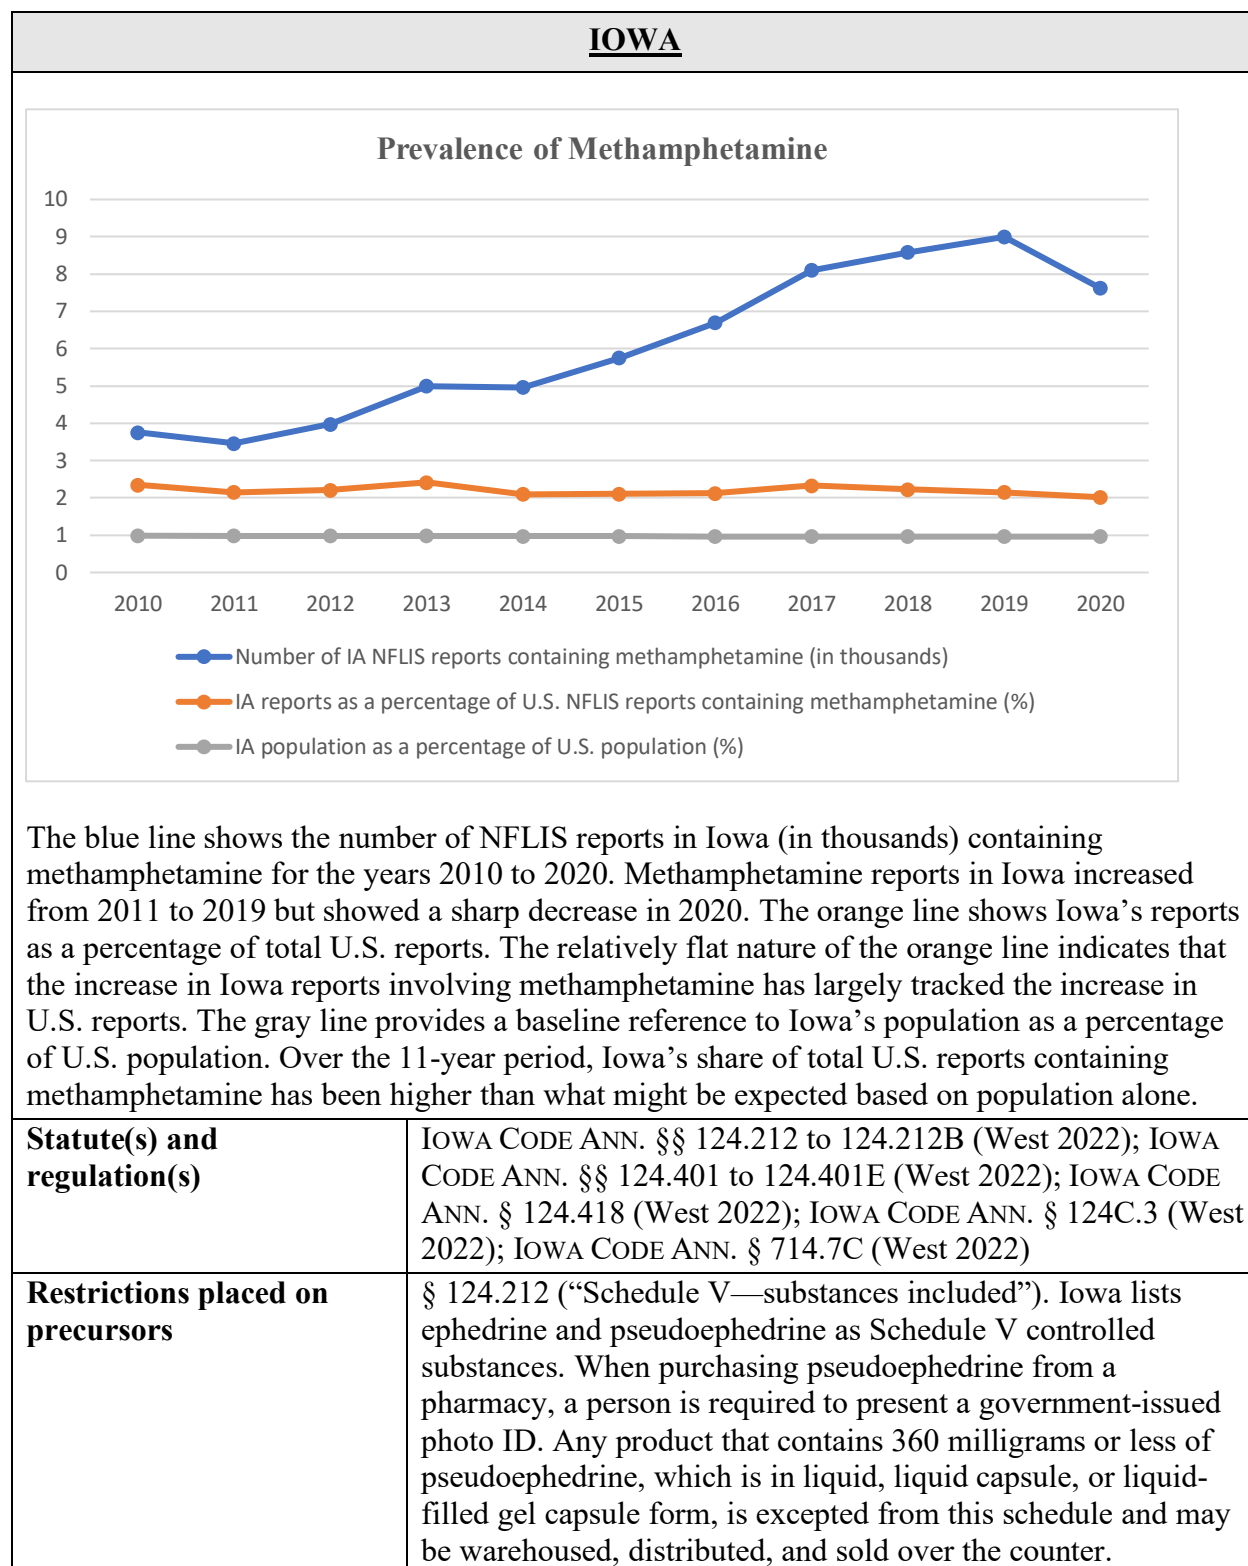 IOWA
Prevalence of Methamphetamine
10
9
8
7
6
5
4
3
2
1
0
2010 2011 2012 2013 2014 2015 2016 2017 2018 2019 2020
Number of IA NFLIS reports containing methamphetamine (in thousands)
IA reports as a percentage of U.S. NFLIS reports containing methamphetamine (%)
IA population as a percentage of U.S. population (%)
The blue line shows the number of NFLIS reports in Iowa (in thousands) containing
methamphetamine for the years 2010 to 2020. Methamphetamine reports in Iowa increased
from 2011 to 2019 but showed a sharp decrease in 2020. The orange line shows Iowa’s reports
as a percentage of total U.S. reports. The relatively flat nature of the orange line indicates that
the increase in Iowa reports involving methamphetamine has largely tracked the increase in
U.S. reports. The gray line provides a baseline reference to Iowa’s population as a percentage
of U.S. population. Over the 11-year period, Iowa’s share of total U.S. reports containing
methamphetamine has been higher than what might be expected based on population alone.
Statute(s) and
regulation(s)
IOWA CODE ANN. §§ 124.212 to 124.212B (West 2022); IOWA
CODE ANN. §§ 124.401 to 124.401E (West 2022); IOWA CODE
ANN. § 124.418 (West 2022); IOWA CODE ANN. § 124C.3 (West
2022); IOWA CODE ANN. § 714.7C (West 2022)
Restrictions placed on
precursors
§ 124.212 (“Schedule V—substances included”). Iowa lists
ephedrine and pseudoephedrine as Schedule V controlled
substances. When purchasing pseudoephedrine from a
pharmacy, a person is required to present a government-issued
photo ID. Any product that contains 360 milligrams or less of
pseudoephedrine, which is in liquid, liquid capsule, or liquid-
filled gel capsule form, is excepted from this schedule and may
be warehoused, distributed, and sold over the counter.